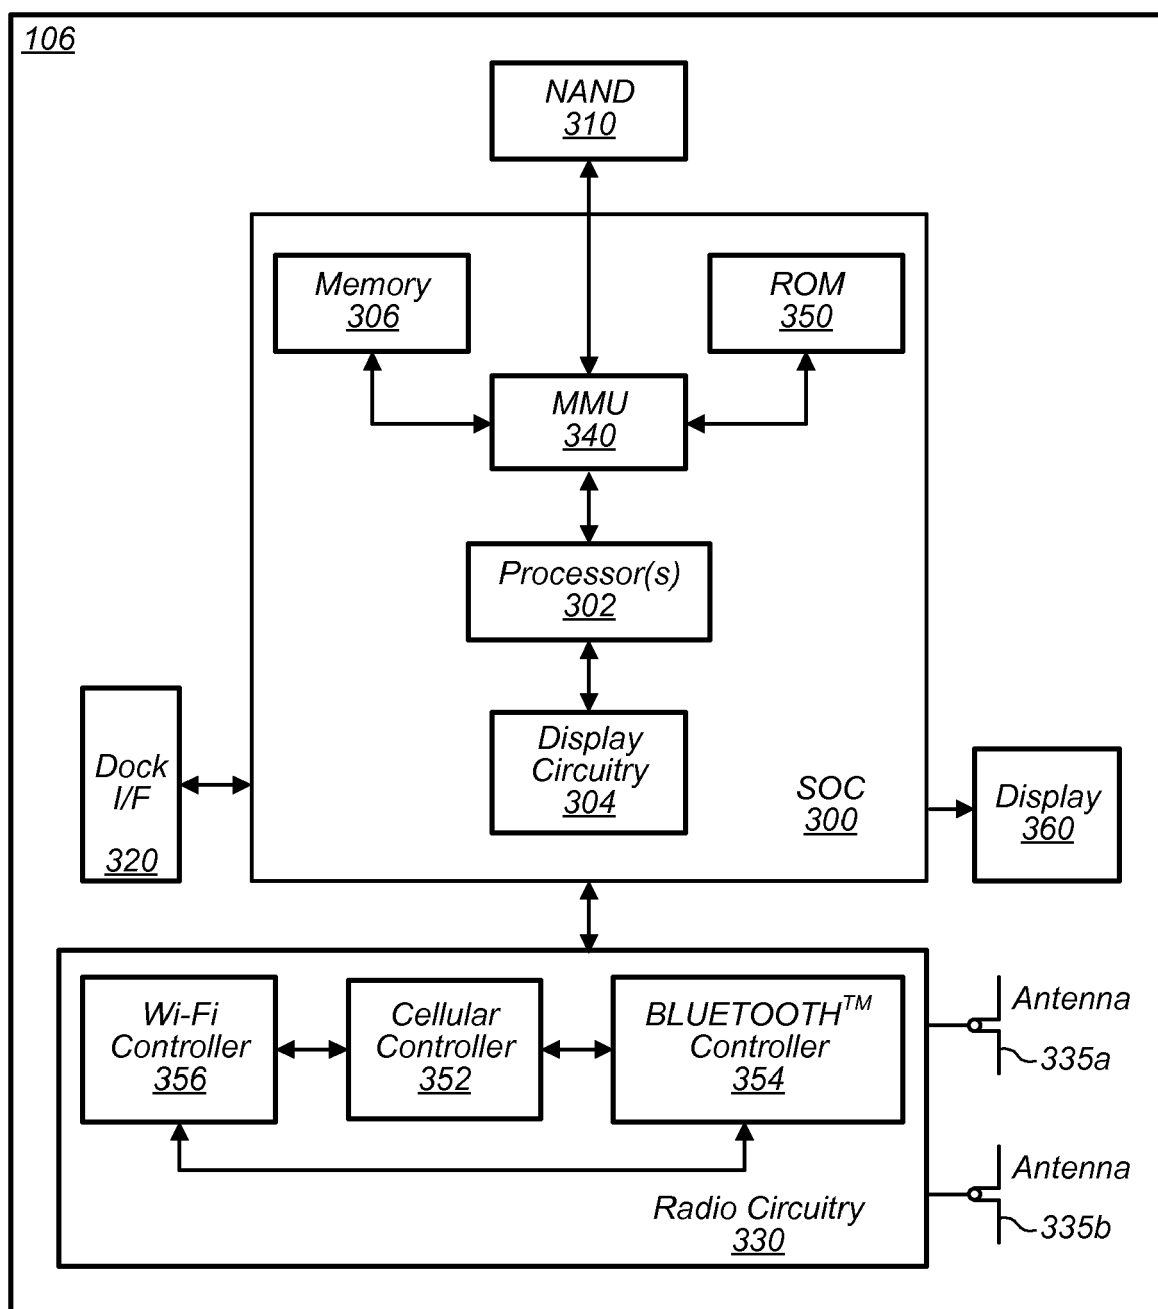 106
NAND
310
Memory
306
ROM
350
MMU
340
Processor(s)
302
Display
Circuitry
304
SOC
300
Dock
I/F
320
Display
360
Wi-Fi
Controller
356
Cellular
Controller
352
BLUETOOTH™
Controller
354
Radio Circuitry
330
Antenna
335a
Antenna
335b